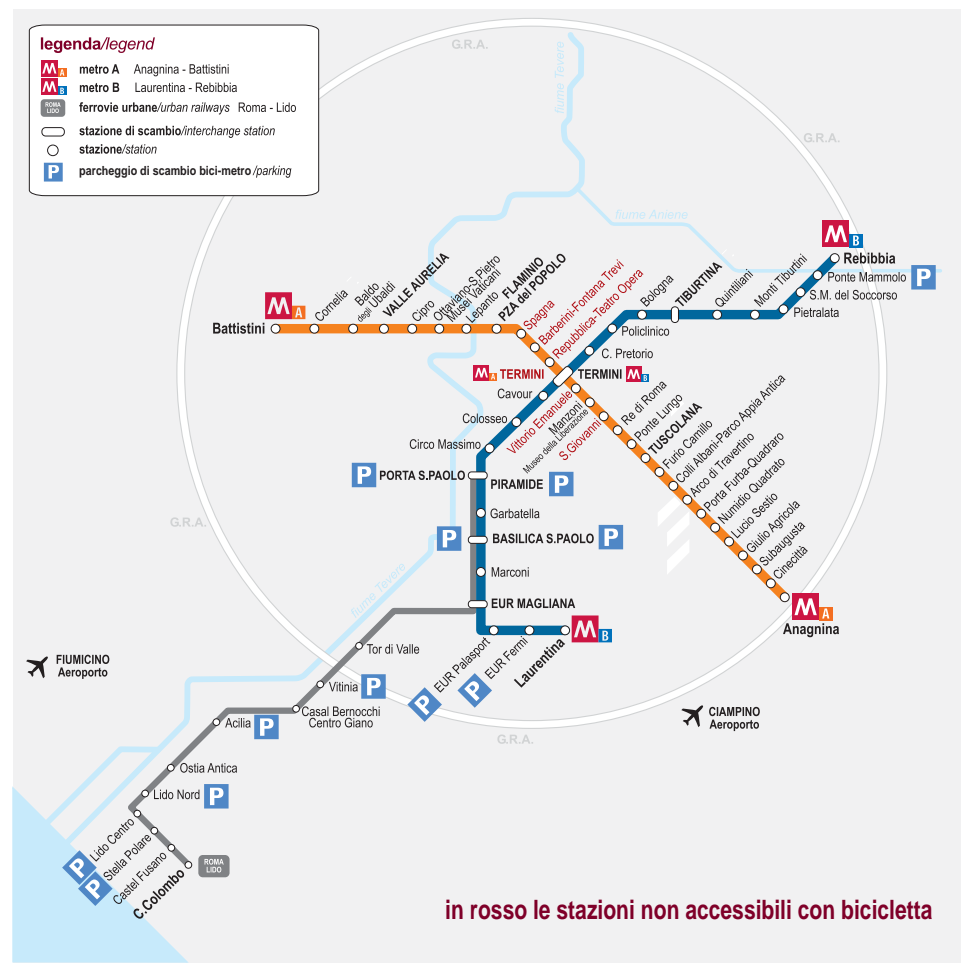 legenda/legend
M A metro A Anagnina - Battistini
M B metro B Laurentina - Rebibbia
ROMA LIDO ferrovie urbane/urban railways Roma - Lido
stazione di scambio/interchange station
stazione/station
P parcheggio di scambio bici-metro/parking
G.R.A.
fiume Tevere
G.R.A.
fiume Aniene
M B
Rebibbia
Ponte Mammolo P
S.M. del Soccorso
Pietralata
Monti Tiburtini
Quintiliani
TIBURTINA
Bologna
Policlinico
C. Pretorio
M A
Battistini
Cornelia
Baldo
degli Ubaldi
VALLE AURELIA
Cipro
Ottaviano-S.Pietro
Musei Vaticani
Lepanto
FLAMINIO
PZA del POPOLO
Spagna
Barberini-Fontana Trevi
Repubblica-Teatro Opera
M A TERMINI
TERMINI M B
Cavour
Colosseo
Circo Massimo
Vittorio Emanuele
Manzoni
Museo della Liberazione
S.Giovanni
Re di Roma
Ponte Lungo
TUSCOLANA
Furio Camillo
Colli Albani-Parco Appia Antica
Arco di Travertino
Porta Furba-Quadraro
Numidio Quadrato
Lucio Sestio
Giulio Agricola
Subaugusta
Cinecittà
M A
Anagnina
P PORTA S.PAOLO
PIRAMIDE P
Garbatella
P
BASILICA S.PAOLO P
Marconi
EUR MAGLIANA
G.R.A.
fiume Tevere
M B
EUR Palasport
P
EUR Fermi
P
Laurentina
Tor di Valle
Vitinia P
Casal Bernocchi
Centro Giano
Acilia P
Ostia Antica
Lido Nord P
Lido Centro
P
Stella Polare
P
Castel Fusano
C.Colombo
ROMA LIDO
FIUMICINO
Aeroporto
CIAMPINO
Aeroporto
G.R.A.
in rosso le stazioni non accessibili con bicicletta